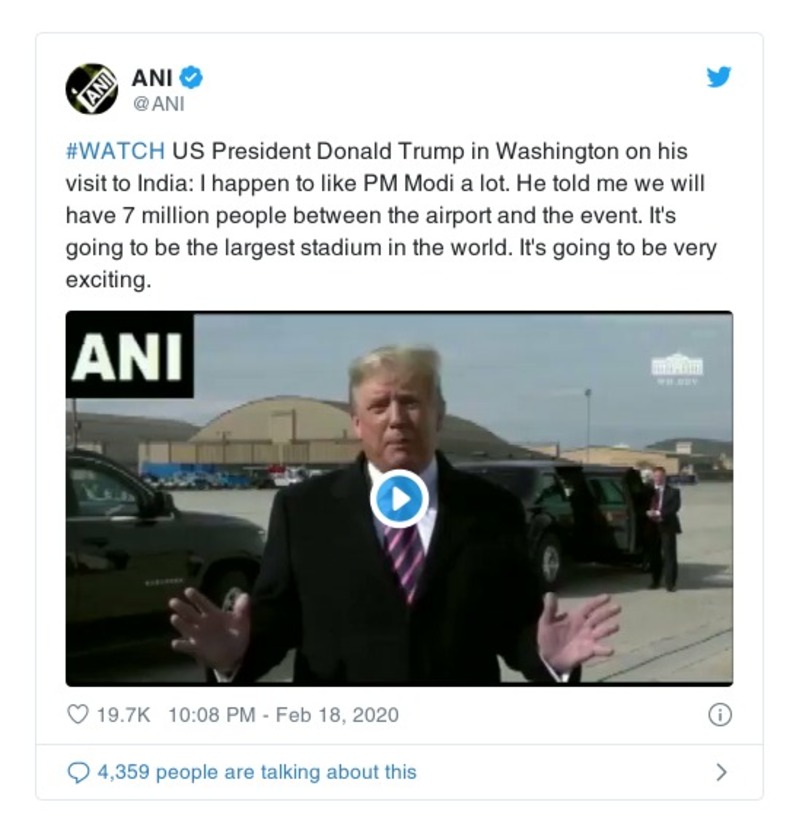 ANI
@ANI
#WATCH US President Donald Trump in Washington on his
visit to India: I happen to like PM Modi a lot. He told me we will
have 7 million people between the airport and the event. It's
going to be the largest stadium in the world. It's going to be very
exciting.
ANI
WH.GOV
19.7K 10:08 PM - Feb 18, 2020
4,359 people are talking about this